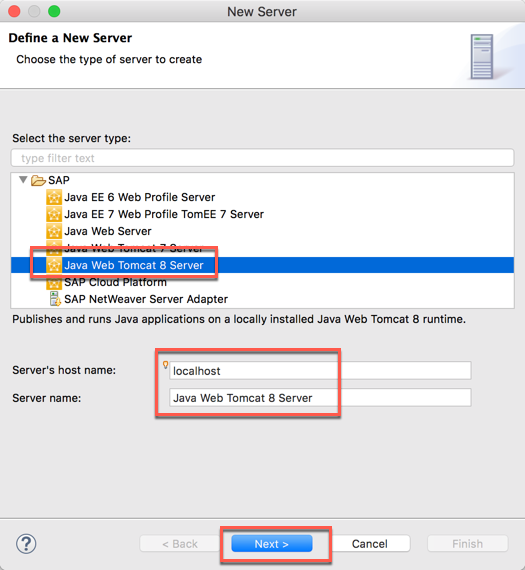 New Server
Define a New Server
Choose the type of server to create
Select the server type:
type filter text
SAP
Java EE 6 Web Profile Server
Java EE 7 Web Profile TomEE 7 Server
Java Web Server
Java Web Tomcat 7 Server
Java Web Tomcat 8 Server
SAP Cloud Platform
SAP NetWeaver Server Adapter
Publishes and runs Java applications on a locally installed Java Web Tomcat 8 runtime.
Server's host name: localhost
Server name: Java Web Tomcat 8 Server
? < Back Next > Cancel Finish